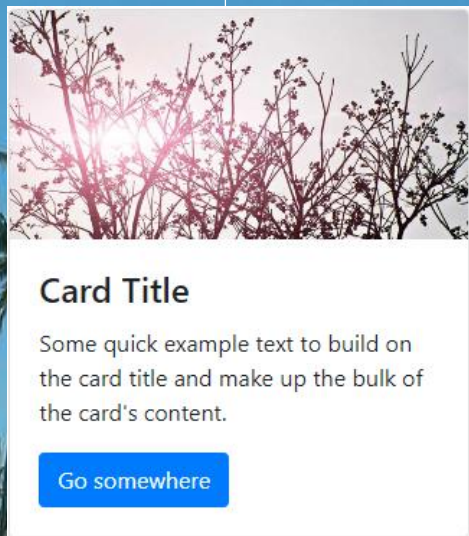 Card Title
Some quick example text to build on
the card title and make up the bulk of
the card's content.
Go somewhere